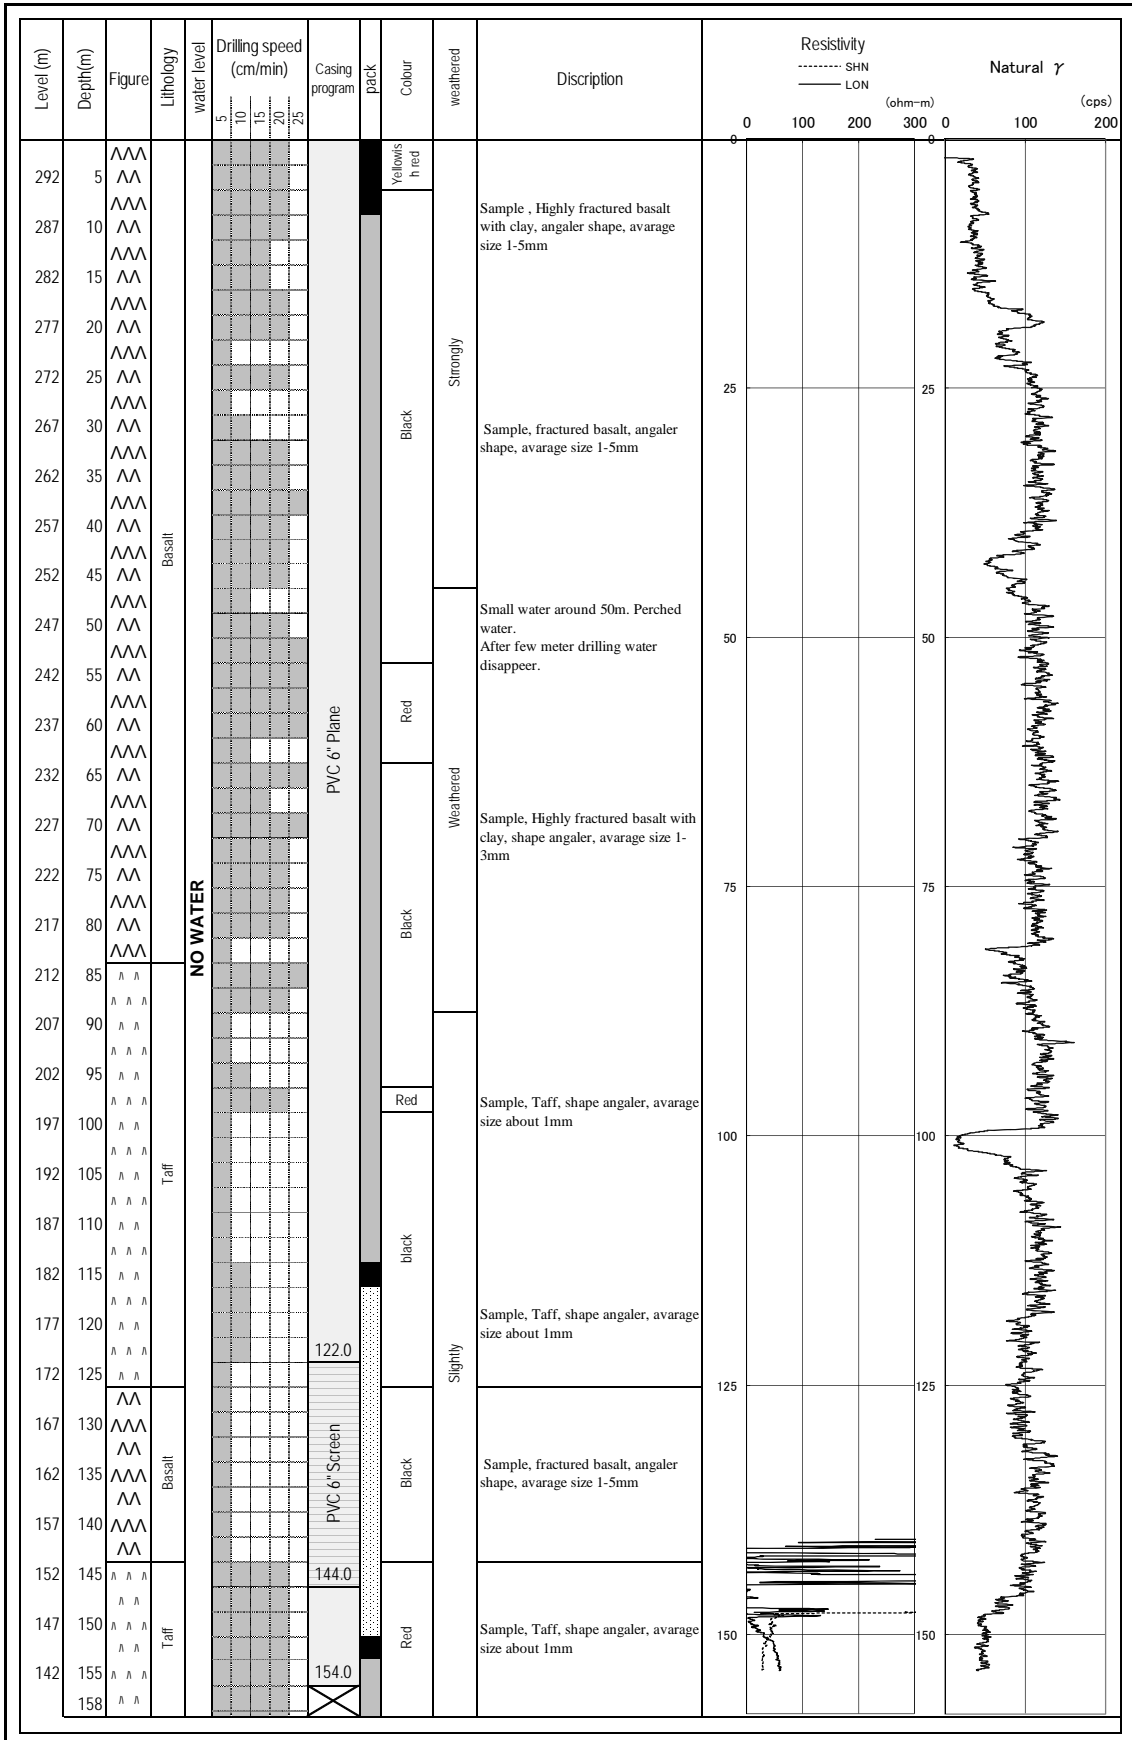 Level (m)
Depth(m)
Figure
Lithology
water level
Drilling speed
(cm/min)
5 10 15 20 25
Casing
program
pack
Colour
weathered
Discription
Resistivity
SHN
LON
(ohm-m)
0 100 200 300
Natural γ
(cps)
0 100 200
0 0
292 5
287 10
282 15
277 20
272 25
267 30
262 35
257 40
252 45
247 50
242 55
237 60
232 65
227 70
222 75
217 80
212 85
207 90
202 95
197 100
192 105
187 110
182 115
177 120
172 125
167 130
162 135
157 140
152 145
147 150
142 155
158
Basalt
Taff
Basalt
Taff
NO WATER
PVC 6" Plane
122.0
PVC 6" Screen
144.0
154.0
Yellowis
h red
Black
Red
Black
Red
black
Black
Red
Strrongly
Weathered
Slightly
Sample , Highly fractured basalt
with clay, angaler shape, avarage
size 1-5mm
Sample, fractured basalt, angaler
shape, avarage size 1-5mm
Small water around 50m. Perched
water.
After few meter drilling water
disappeer.
Sample, Highly fractured basalt with
clay, shape angaler, avarage size 1-
3mm
Sample, Taff, shape angaler, avarage
size about 1mm
Sample, Taff, shape angaler, avarage
size about 1mm
Sample, fractured basalt, angaler
shape, avarage size 1-5mm
Sample, Taff, shape angaler, avarage
size about 1mm
25 25
50 50
75 75
100 100
125 125
150 150